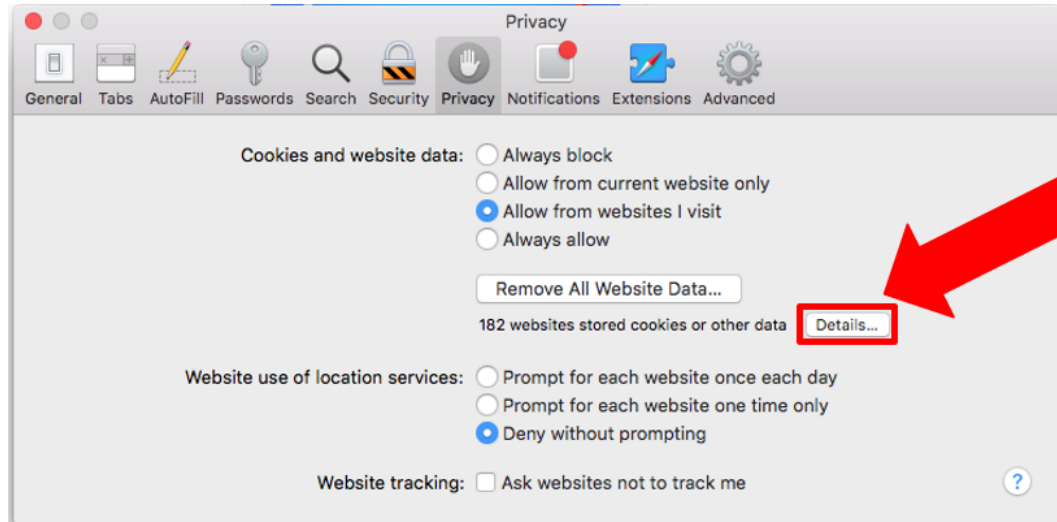 Privacy
General Tabs AutoFill Passwords Search Security Privacy Notifications Extensions Advanced
Cookies and website data: Always block
Allow from current website only
Allow from websites I visit
Always allow
Remove All Website Data...
182 websites stored cookies or other data Details...
Website use of location services: Prompt for each website once each day
Prompt for each website one time only
Deny without prompting
Website tracking: Ask websites not to track me ?